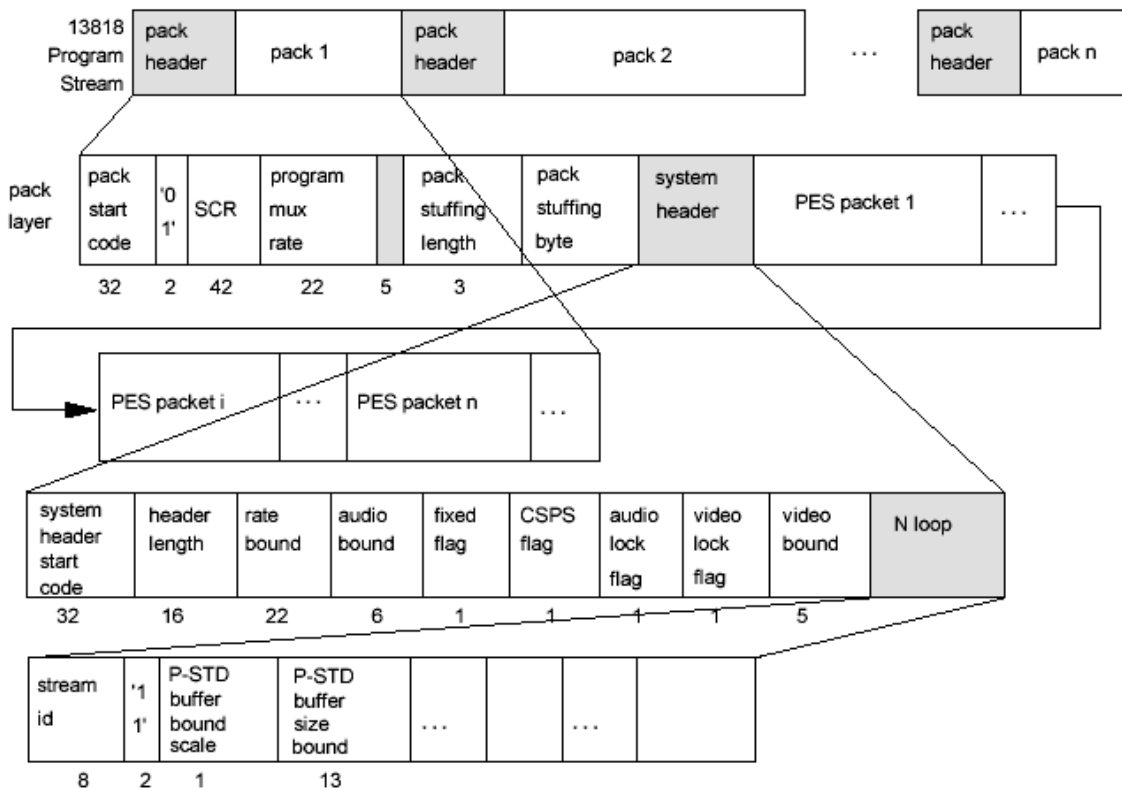 13818
Program
Stream
pack
header
pack 1
pack
header
pack 2
...
pack
header
pack n
pack
layer
pack
start
code
'0
1'
SCR
program
mux
rate
pack
stuffing
length
pack
stuffing
byte
system
header
PES packet 1
...
32
2
42
22
5
3
PES packet i
...
PES packet n
...
system
header
start
code
header
length
rate
bound
audio
bound
fixed
flag
CSPS
flag
audio
lock
flag
video
lock
flag
video
bound
N loop
32
16
22
6
1
1
1
1
5
stream
id
'1
1'
P-STD
buffer
bound
scale
P-STD
buffer
size
bound
...
...
8
2
1
13